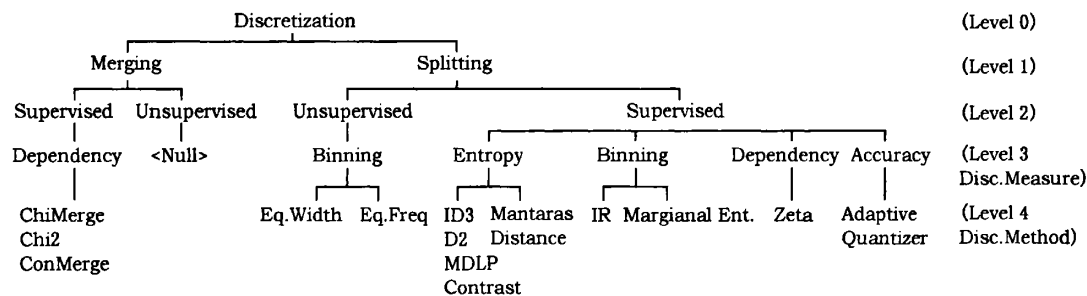 Discretization (Level 0)
Merging Splitting (Level 1)
Supervised Unsupervised Unsupervised Supervised (Level 2)
Dependency <Null> Binning Entropy Binning Dependency Accuracy (Level 3
Disc.Measure)
ChiMerge Eq.Width Eq.Freq ID3 Mantaras IR Margianal Ent. Zeta Adaptive (Level 4
Chi2 D2 Distance Quantizer Disc.Method)
ConMerge MDLP
Contrast